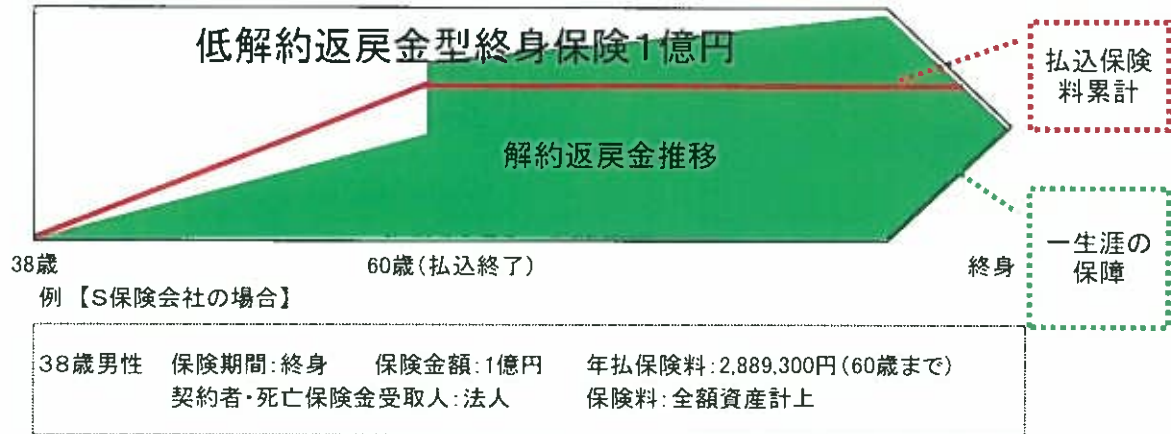 低解約返戻金型終身保険1億円
払込保険
料累計
解約返戻金推移
一生涯の
保障
38歳
60歳(払込終了)
終身
例 【S保険会社の場合】
38歳男性 保険期間:終身 保険金額:1億円 年払保険料:2,889,300円(60歳まで)
契約者・死亡保険金受取人:法人 保険料:全額資産計上